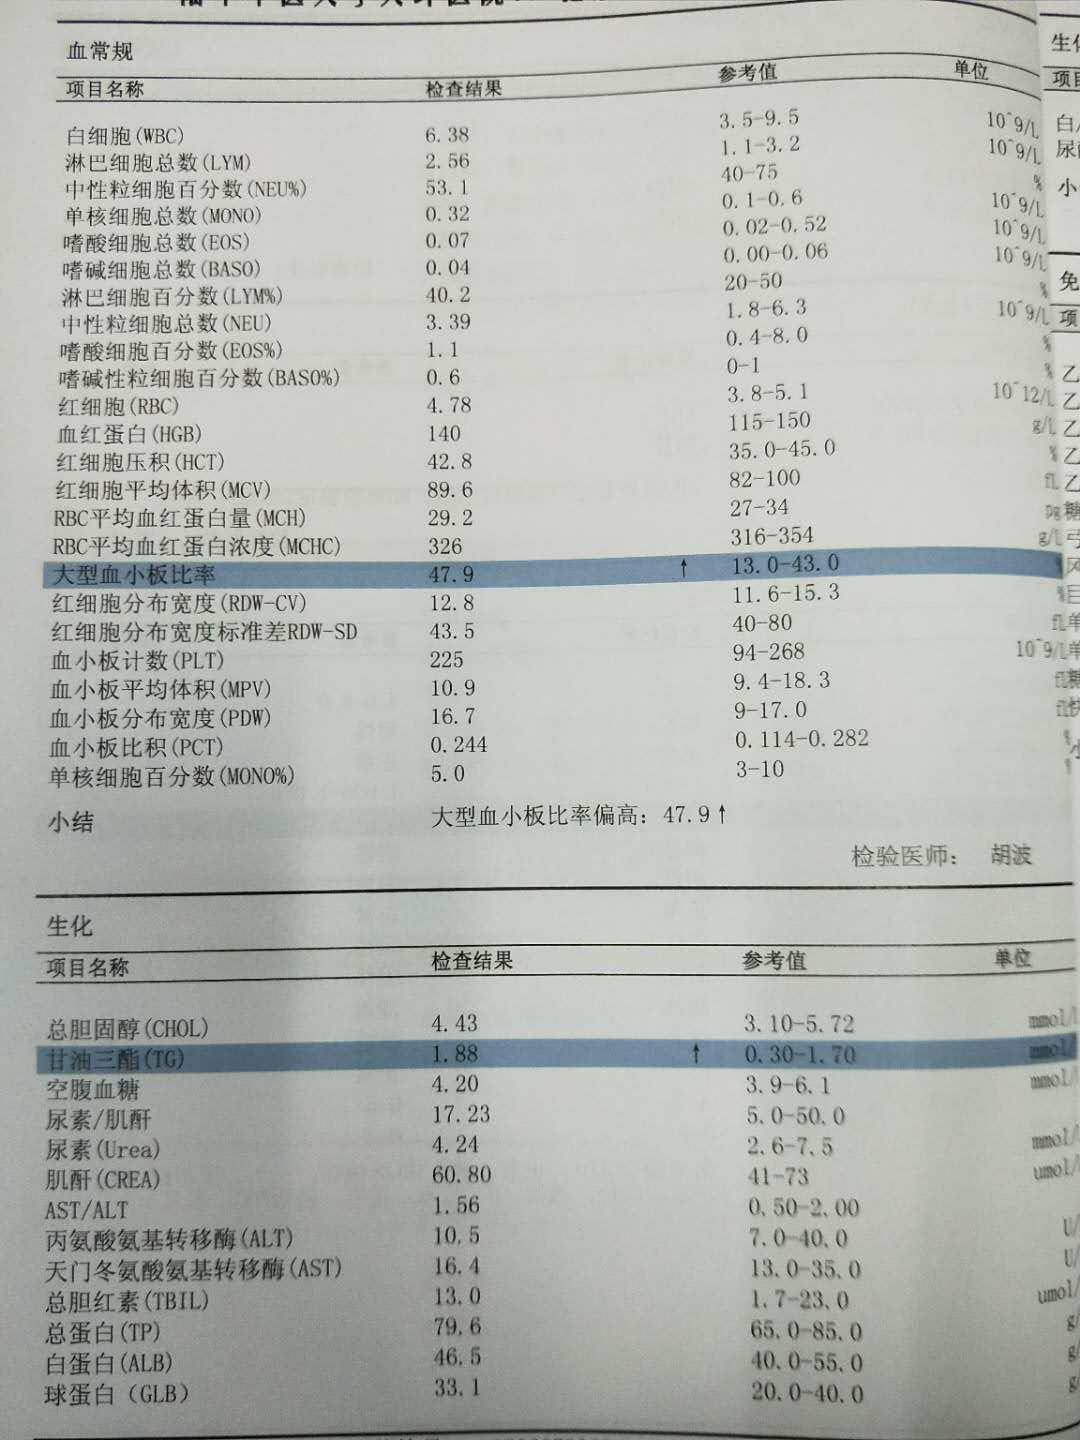 血常规
项目名称 检查结果 参考值 单位
白细胞(WBC) 6.38 3.5-9.5 10^9/L
淋巴细胞总数(LYM) 2.56 1.1-3.2 10^9/L
中性粒细胞百分数(NEU%) 53.1 40-75 %
单核细胞总数(MONO) 0.32 0.1-0.6 10^9/L
嗜酸细胞总数(EOS) 0.07 0.02-0.52 10^9/L
嗜碱细胞总数(BASO) 0.04 0.00-0.06 10^9/L
淋巴细胞百分数(LYM%) 40.2 20-50 %
中性粒细胞总数(NEU) 3.39 1.8-6.3 10^9/L
嗜酸细胞百分数(EOS%) 1.1 0.4-8.0 %
嗜碱性粒细胞百分数(BASO%) 0.6 0-1 %
红细胞(RBC) 4.78 3.8-5.1 10^12/L
血红蛋白(HGB) 140 115-150 g/L
红细胞压积(HCT) 42.8 35.0-45.0 %
红细胞平均体积(MCV) 89.6 82-100 fL
RBC平均血红蛋白量(MCH) 29.2 27-34 pg
RBC平均血红蛋白浓度(MCHC) 326 316-354 g/L
大型血小板比率 47.9 ↑ 13.0-43.0
红细胞分布宽度(RDW-CV) 12.8 11.6-15.3 %
红细胞分布宽度标准差RDW-SD 43.5 40-80 fL
血小板计数(PLT) 225 94-268 10^9/L
血小板平均体积(MPV) 10.9 9.4-18.3 fL
血小板分布宽度(PDW) 16.7 9-17.0 fL
血小板比积(PCT) 0.244 0.114-0.282 %
单核细胞百分数(MONO%) 5.0 3-10 %
小结 大型血小板比率偏高: 47.9↑
检验医师: 胡波
生化
项目名称 检查结果 参考值 单位
总胆固醇(CHOL) 4.43 3.10-5.72 mmol/
甘油三酯(TG) 1.88 ↑ 0.30-1.70 mmol/
空腹血糖 4.20 3.9-6.1 mmol/
尿素/肌酐 17.23 5.0-50.0
尿素(Urea) 4.24 2.6-7.5 mmol/
肌酐(CREA) 60.80 41-73 umol/
AST/ALT 1.56 0.50-2.00
丙氨酸氨基转移酶(ALT) 10.5 7.0-40.0 U/
天门冬氨酸氨基转移酶(AST) 16.4 13.0-35.0 U/
总胆红素(TBIL) 13.0 1.7-23.0 umol/
总蛋白(TP) 79.6 65.0-85.0 g/
白蛋白(ALB) 46.5 40.0-55.0 g/
球蛋白（GLB) 33.1 20.0-40.0 g/